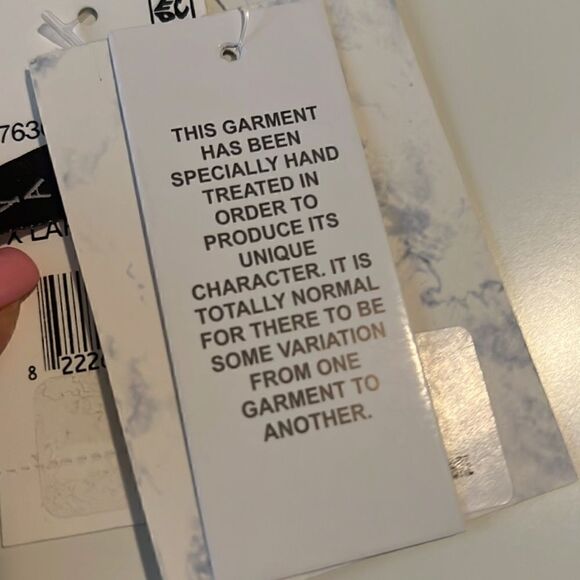 THIS GARMENT
HAS BEEN
SPECIALLY HAND
TREATED IN
ORDER TO
PRODUCE ITS
UNIQUE
CHARACTER. IT IS
TOTALLY NORMAL
FOR THERE TO BE
SOME VARIATION
FROM ONE
GARMENT TO
ANOTHER.